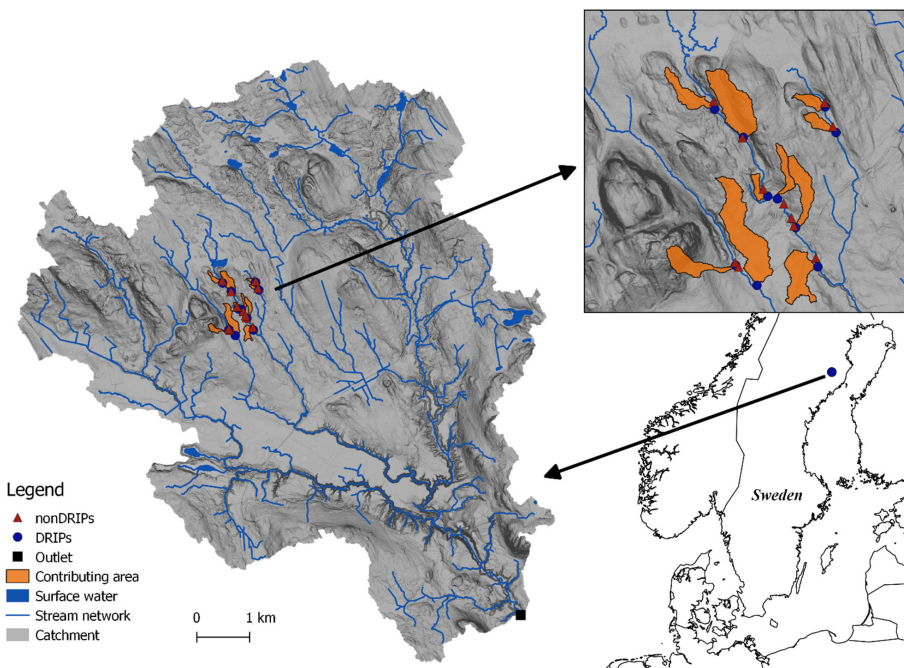 Sweden
Legend
nonDRIPs
DRIPs
Outlet
Contributing area
Surface water
Stream network
Catchment
0 1 km